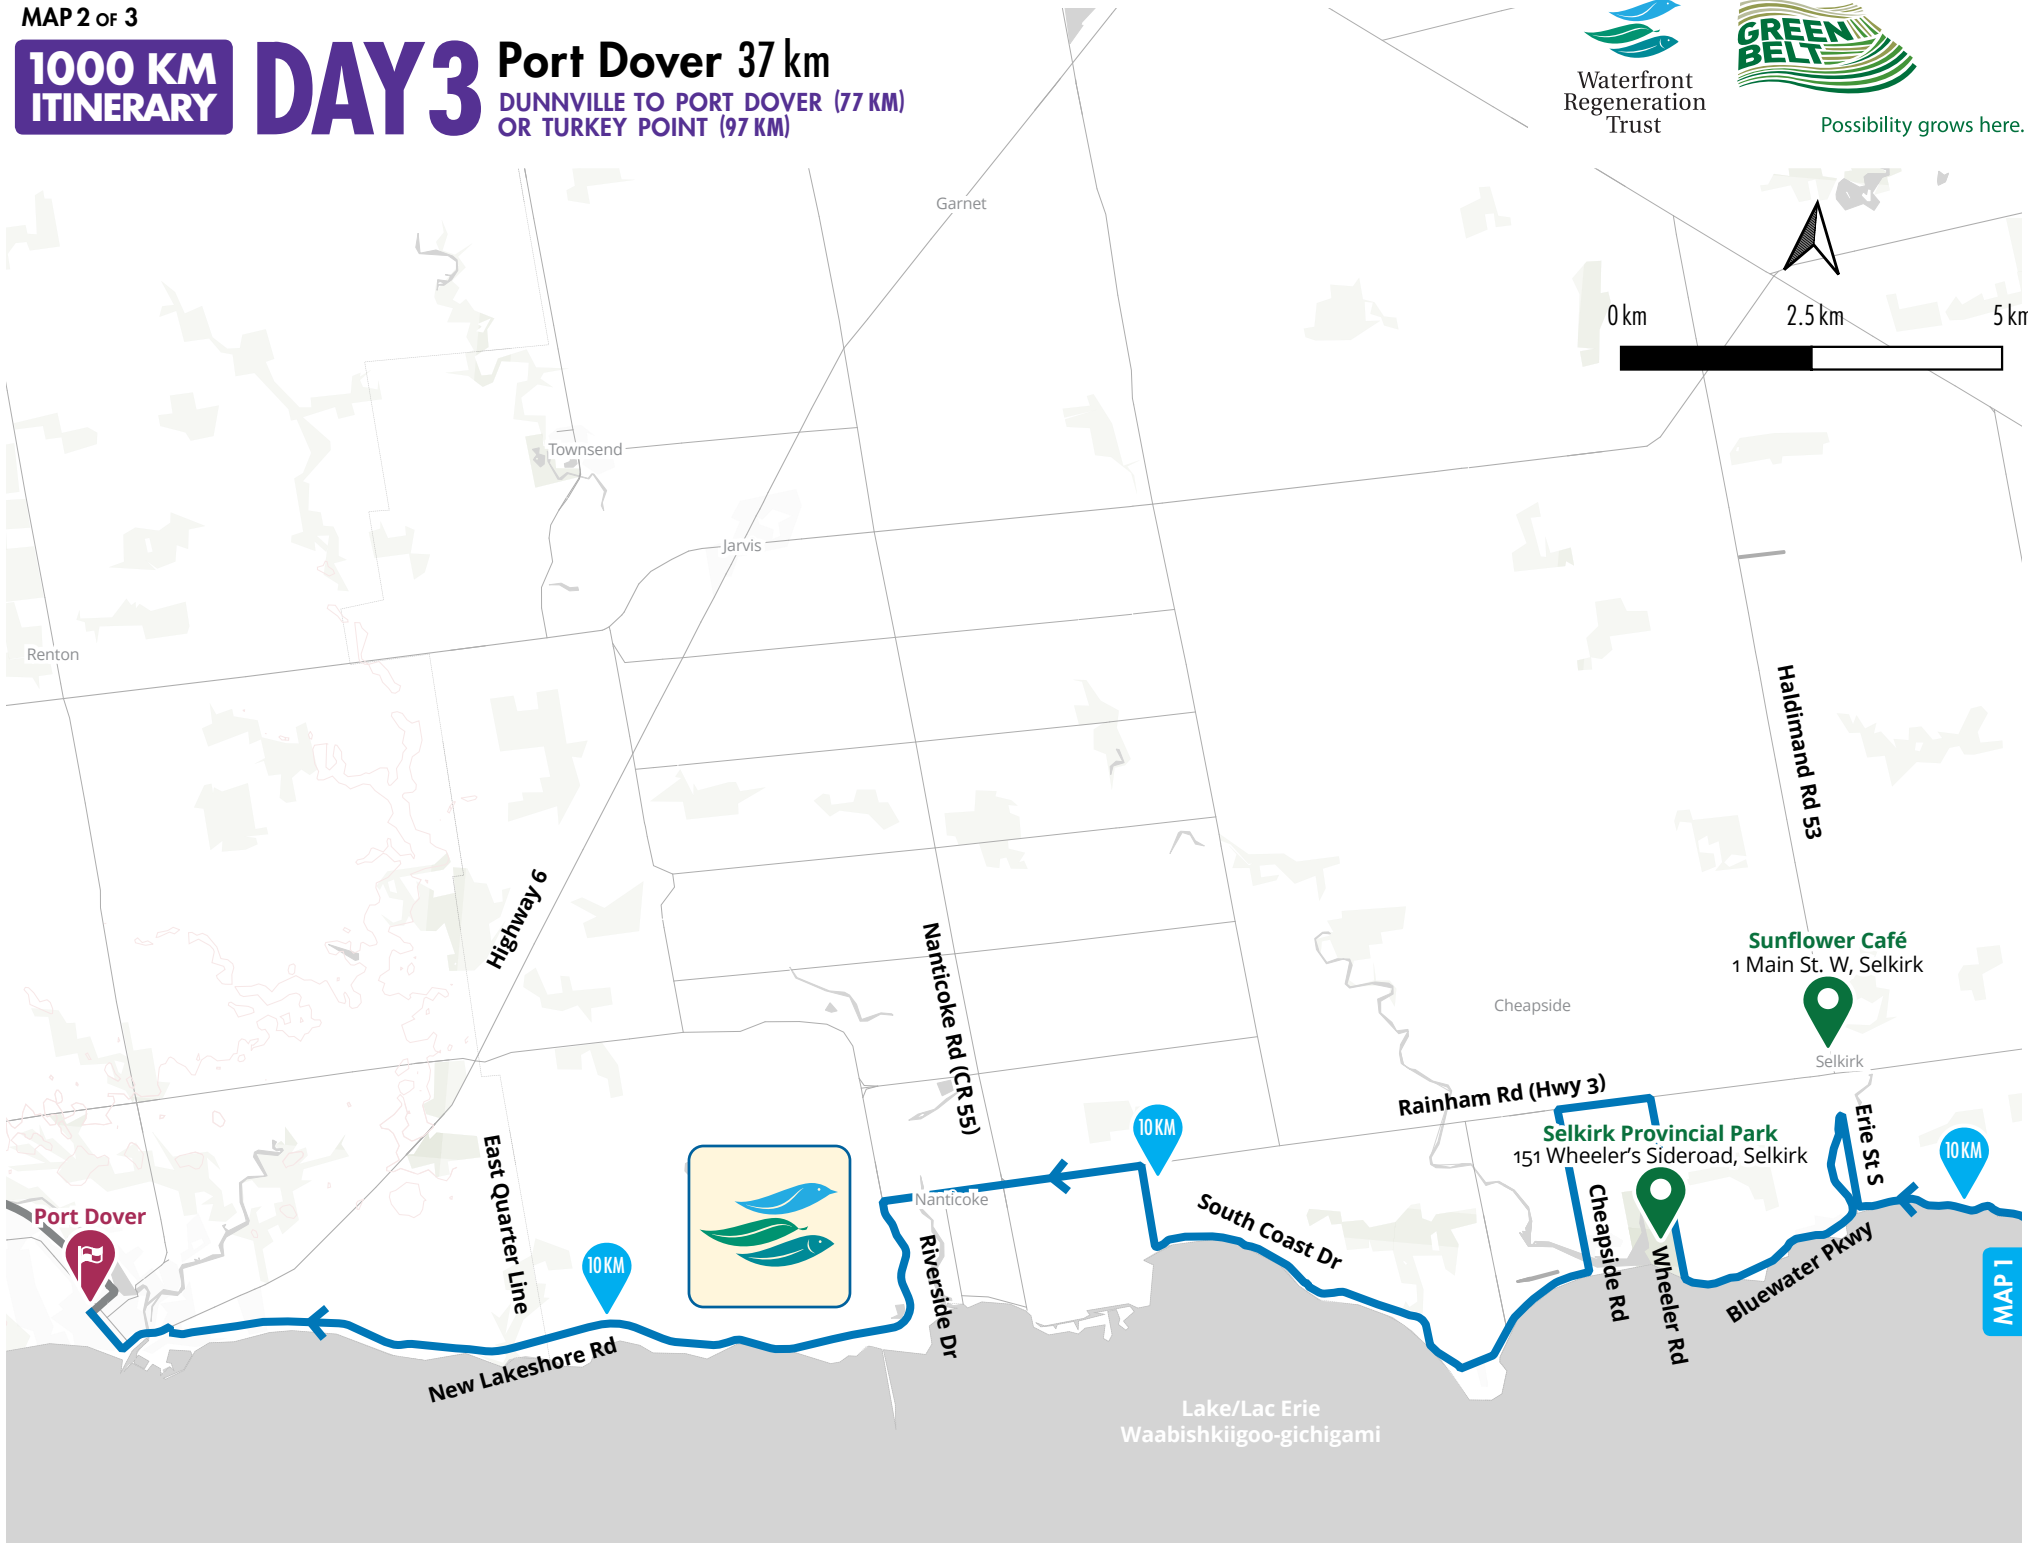 MAP 2 OF 3
1000 KM
ITINERARY
DAY 3
Port Dover 37 km
DUNNVILLE TO PORT DOVER (77 KM)
OR TURKEY POINT (97 KM)
Waterfront
Regeneration
Trust
GREEN
BELT
Possibility grows here.
Garnet
0 km 2.5 km 5 km
Townsend
Jarvis
Renton
Haldimand Rd 53
Highway 6
Nanticoke Rd (CR 55)
Sunflower Café
1 Main St. W, Selkirk
Cheapside
Selkirk
Rainham Rd (Hwy 3)
10 KM
Selkirk Provincial Park
151 Wheeler's Sideroad, Selkirk
Erie St S
10 KM
East Quarter Line
Nanticoke
South Coast Dr
Cheapside Rd
Wheeler Rd
Bluewater Pkwy
Port Dover
10 KM
Riverside Dr
MAP 1
New Lakeshore Rd
Lake/Lac Erie
Waabishkiigoo-gichigami